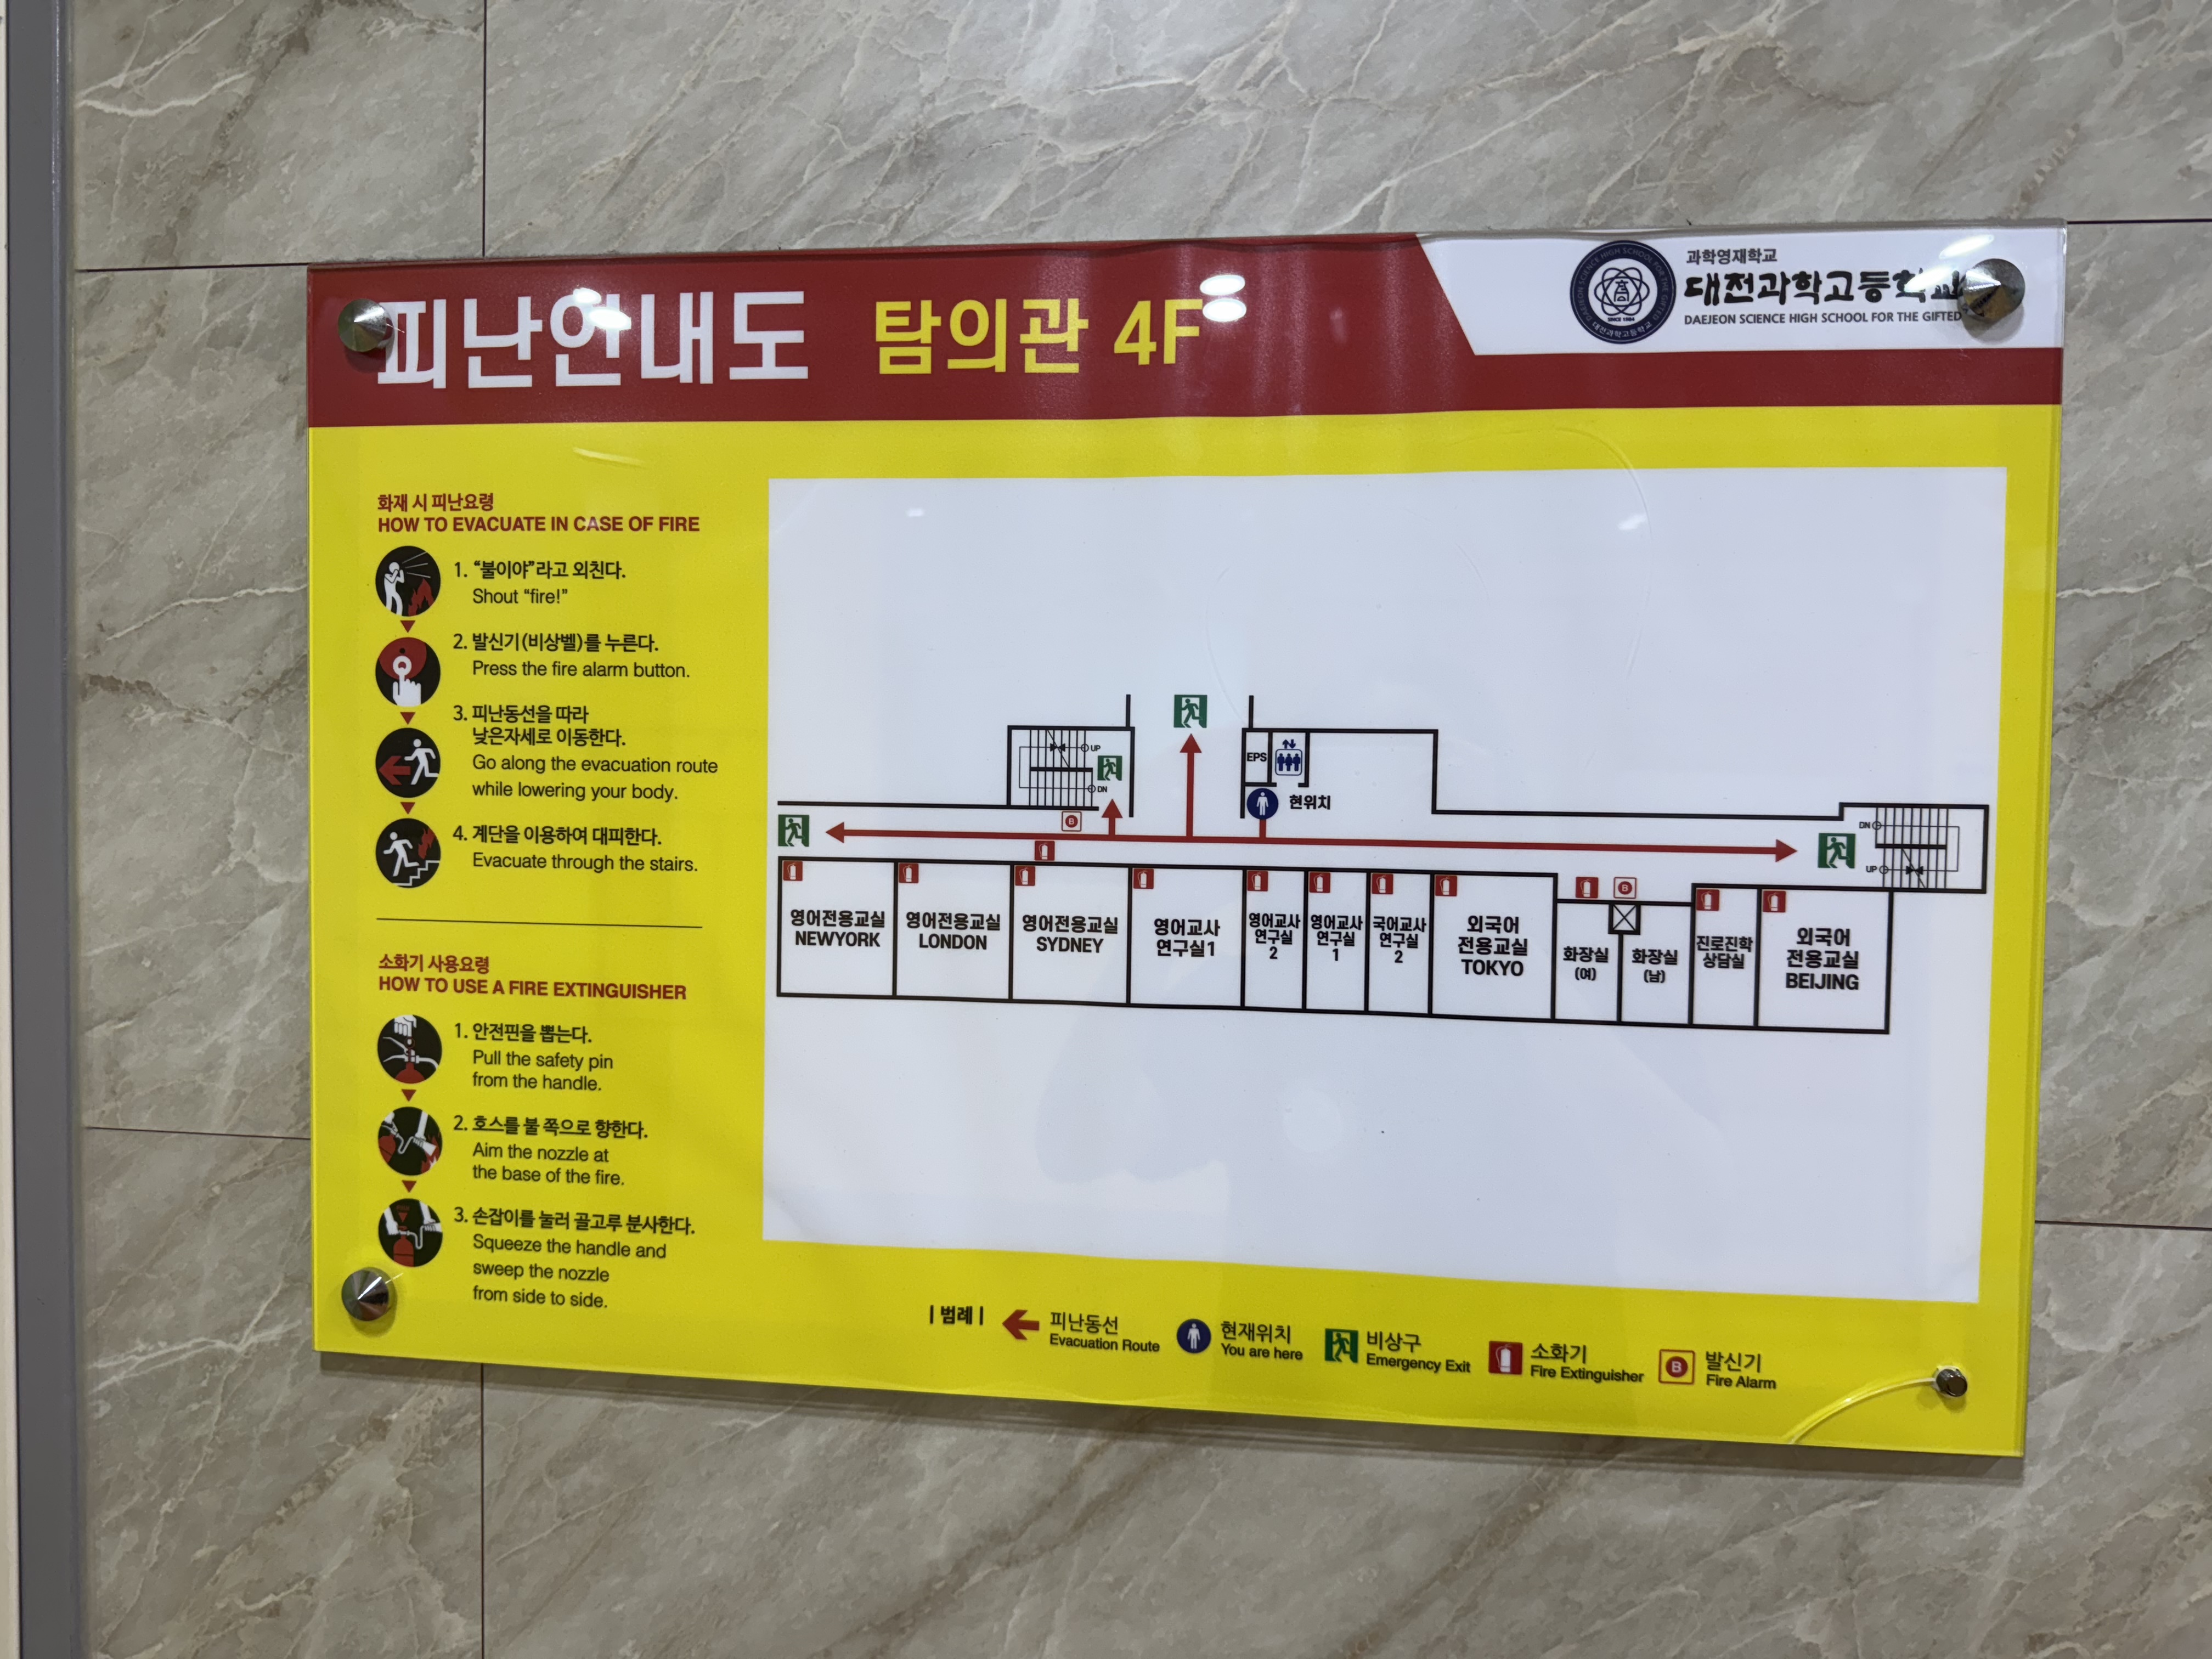 피난안내도 탐의관 4F
과학영재학교
대전과학고등학교
DAEJEON SCIENCE HIGH SCHOOL FOR THE GIFTED
SINCE 1984
대전과학고등학교
화재 시 피난요령
HOW TO EVACUATE IN CASE OF FIRE
1. “불이야”라고 외친다.
Shout “fire!”
2. 발신기(비상벨)를 누른다.
Press the fire alarm button.
3. 피난동선을 따라
낮은자세로 이동한다.
Go along the evacuation route
while lowering your body.
4. 계단을 이용하여 대피한다.
Evacuate through the stairs.
소화기 사용요령
HOW TO USE A FIRE EXTINGUISHER
1. 안전핀을 뽑는다.
Pull the safety pin
from the handle.
2. 호스를 불 쪽으로 향한다.
Aim the nozzle at
the base of the fire.
3. 손잡이를 눌러 골고루 분사한다.
Squeeze the handle and
sweep the nozzle
from side to side.
UP
DN
EPS
현위치
B
DN
UP
B
영어전용교실
NEWYORK
영어전용교실
LONDON
영어전용교실
SYDNEY
영어교사
연구실1
영어교사
연구실
2
영어교사
연구실
1
국어교사
연구실
2
외국어
전용교실
TOKYO
화장실
(여)
화장실
(남)
진로진학
상담실
외국어
전용교실
BEIJING
| 범례 |
피난동선
Evacuation Route
현재위치
You are here
비상구
Emergency Exit
소화기
Fire Extinguisher
B
발신기
Fire Alarm